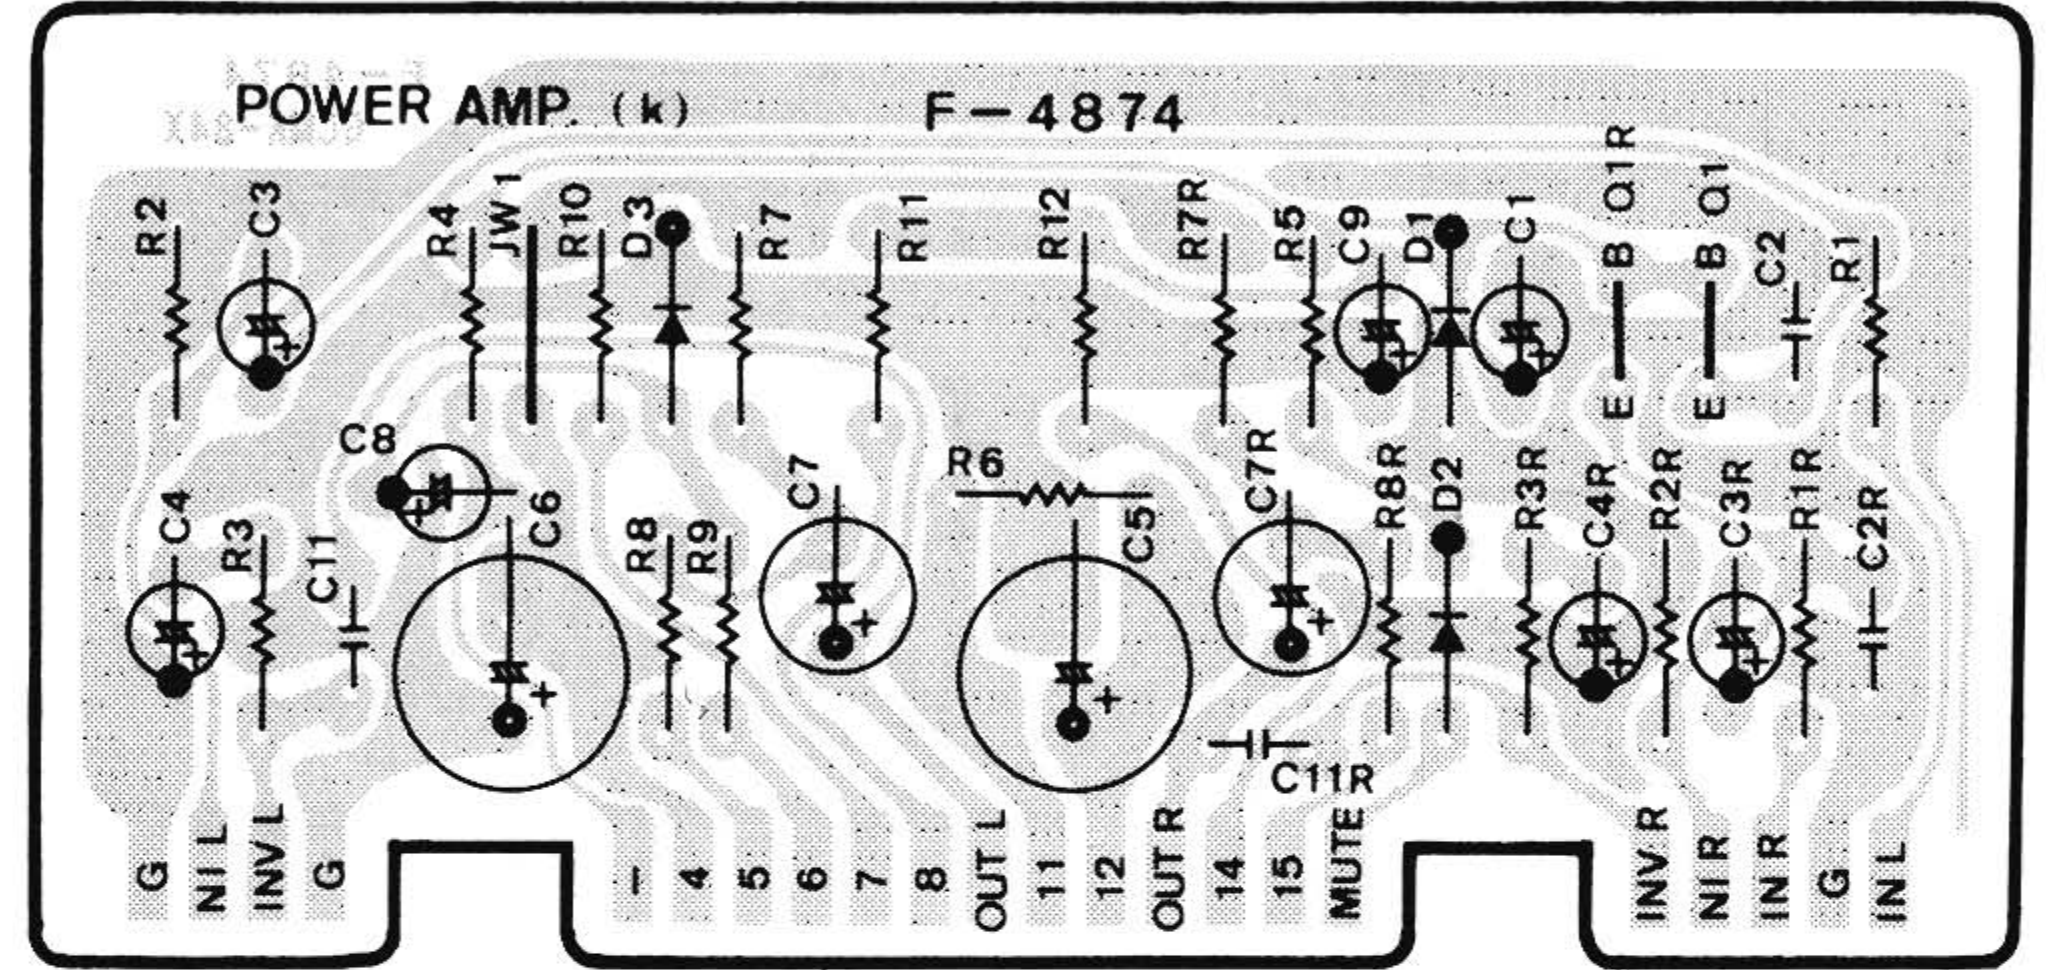 POWER AMP. (k)
F-4874
R2
C3
R4
JW1
R10
D3
R7
R11
R12
R7R
R5
C9
D1
C1
B Q1R
E
B Q1
E
C2
R1
C8
C4
R3
C11
C6
R8
R9
C7
R6
C5
C7R
R8R
D2
R3R
C4R
R2R
C3R
R1R
C2R
C11R
+
+
+
+
+
+
+
+
+
+
+
G
NI L
INV L
G
–
4
5
6
7
8
OUT L
11
12
OUT R
14
15
MUTE
INV R
NI R
IN R
G
IN L